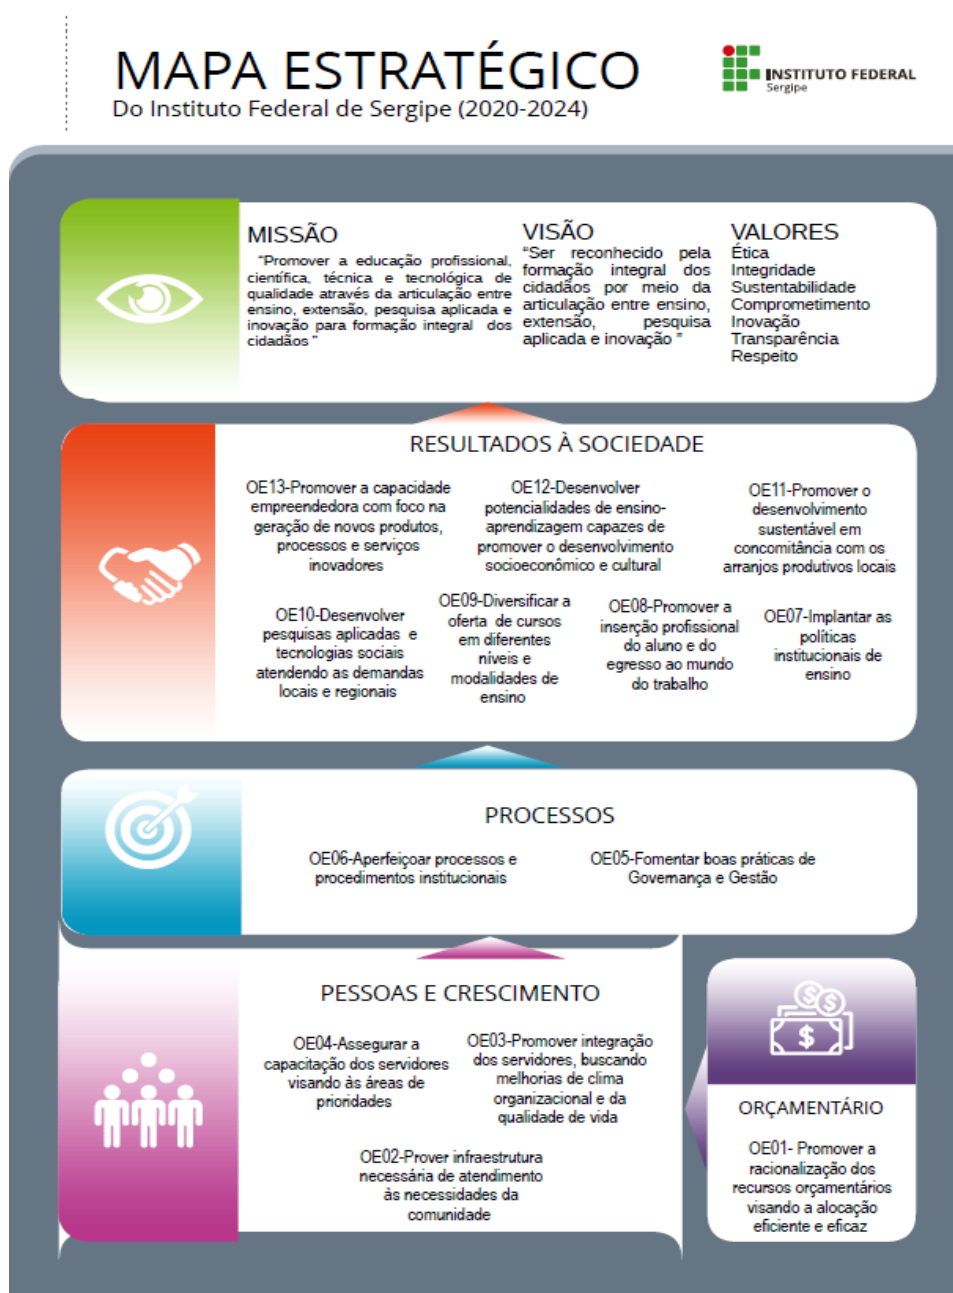 MAPA ESTRATÉGICO
Do Instituto Federal de Sergipe (2020-2024)
INSTITUTO FEDERAL
Sergipe
MISSÃO
"Promover a educação profissional,
científica, técnica e tecnológica de
qualidade através da articulação entre
ensino, extensão, pesquisa aplicada e
inovação para formação integral dos
cidadãos "
VISÃO
"Ser reconhecido pela
formação integral dos
cidadãos por meio da
articulação entre ensino,
extensão, pesquisa
aplicada e inovação "
VALORES
Ética
Integridade
Sustentabilidade
Comprometimento
Inovação
Transparência
Respeito
RESULTADOS À SOCIEDADE
OE13-Promover a capacidade
empreendedora com foco na
geração de novos produtos,
processos e serviços
inovadores
OE12-Desenvolver
potencialidades de ensino-
aprendizagem capazes de
promover o desenvolvimento
socioeconômico e cultural
OE11-Promover o
desenvolvimento
sustentável em
concomitância com os
arranjos produtivos locais
OE10-Desenvolver
pesquisas aplicadas e
tecnologias sociais
atendendo as demandas
locais e regionais
OE09-Diversificar a
oferta de cursos
em diferentes
níveis e
modalidades de
ensino
OE08-Promover a
inserção profissional
do aluno e do
egresso ao mundo
do trabalho
OE07-Implantar as
políticas
institucionais de
ensino
PROCESSOS
OE06-Aperfeiçoar processos e
procedimentos institucionais
OE05-Fomentar boas práticas de
Governança e Gestão
PESSOAS E CRESCIMENTO
OE04-Assegurar a
capacitação dos servidores
visando às áreas de
prioridades
OE03-Promover integração
dos servidores, buscando
melhorias de clima
organizacional e da
qualidade de vida
OE02-Prover infraestrutura
necessária de atendimento
às necessidades da
comunidade
ORÇAMENTÁRIO
OE01- Promover a
racionalização dos
recursos orçamentários
visando a alocação
eficiente e eficaz